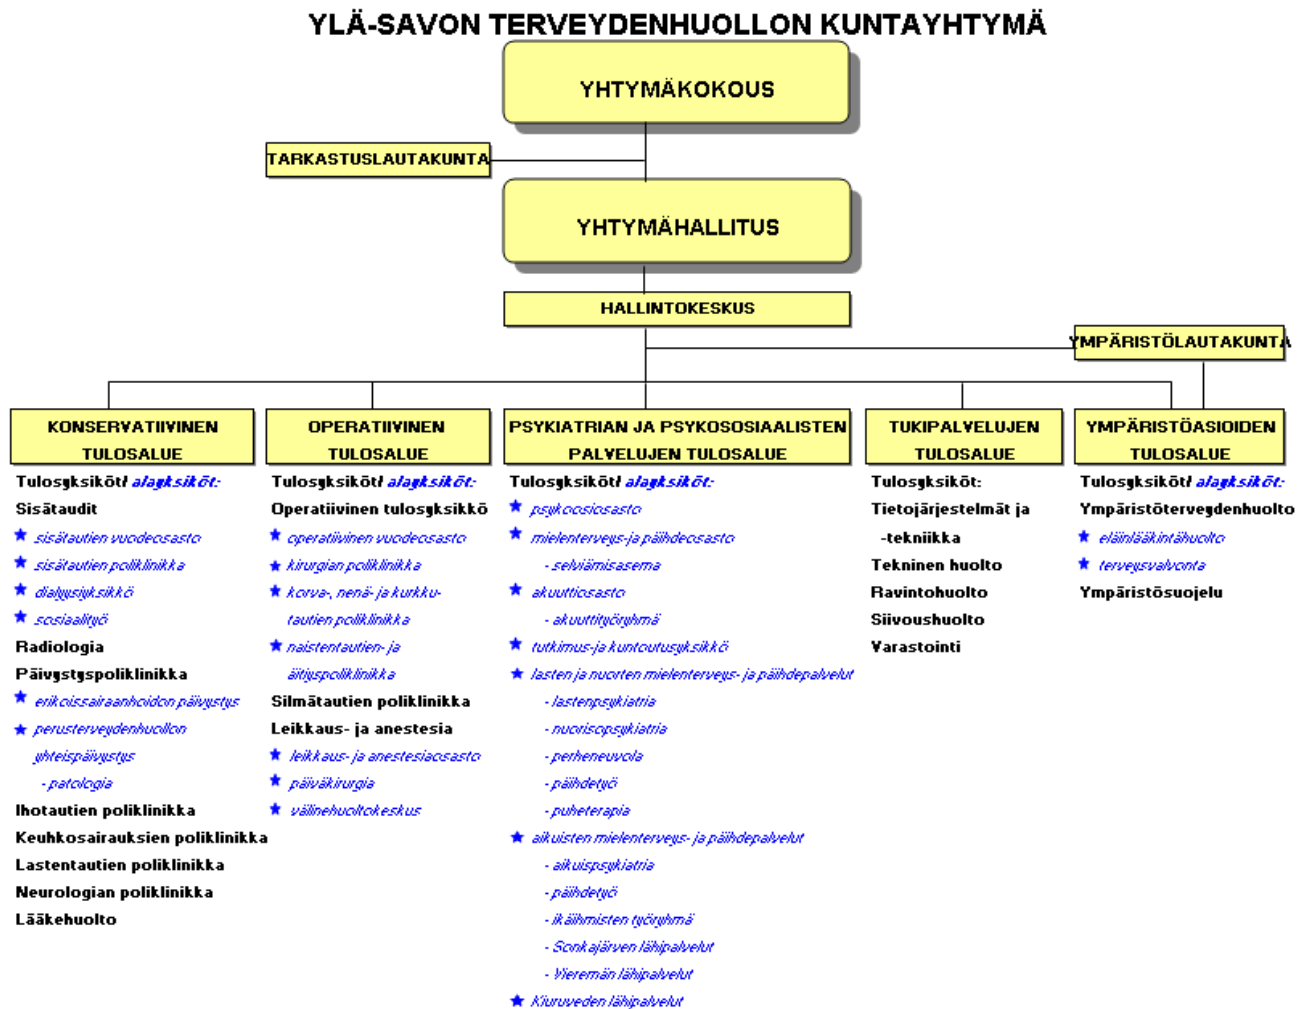 YLÄ-SAVON TERVEYDENHUOLLON KUNTAYHTYMÄ
YHTYMÄKOKOUS
TARKASTUSLAUTAKUNTA
YHTYMÄHALLITUS
HALLINTOKESKUS
YMPÄRISTÖLAUTAKUNTA
KONSERVATIIVINEN
TULOSALUE
Tulosyksiköt/ alayksiköt:
Sisätaudit
★ sisätautien vuodeosasto
★ sisätautien poliklinikka
★ dialyysiyksikkö
★ sosiaalityö
Radiologia
Päivystyspoliklinikka
★ erikoissairaanhoidon päivystys
★ perusterveydenhuollon
yhteispäivystys
- patologia
Ihotautien poliklinikka
Keuhkosairauksien poliklinikka
Lastentautien poliklinikka
Neurologian poliklinikka
Lääkehuolto
OPERATIIVINEN
TULOSALUE
Tulosyksiköt/ alayksiköt:
Operatiivinen tulosyksikkö
★ operatiivinen vuodeosasto
★ kirurgian poliklinikka
★ korva-, nenä- ja kurkku-
tautien poliklinikka
★ naistentautien- ja
äitiyspoliklinikka
Silmätautien poliklinikka
Leikkaus- ja anestesia
★ leikkaus- ja anestesiaosasto
★ päiväkirurgia
★ välinehuoltokeskus
PSYKIATRIAN JA PSYKOSOSIAALISTEN
PALVELUJEN TULOSALUE
Tulosyksiköt/ alayksiköt:
★ psykoosiosasto
★ mielenterveys-ja päihdeosasto
- selviämisasema
★ akuuttiosasto
- akuuttityöryhmä
★ tutkimus-ja kuntoutusyksikkö
★ lasten ja nuorten mielenterveys- ja päihdepalvelut
- lastenpsykiatria
- nuorisopsykiatria
- perheneuvola
- päihdetyö
- puheterapia
★ aikuisten mielenterveys- ja päihdepalvelut
- aikuispsykiatria
- päihdetyö
- ikäihmisten työryhmä
- Sonkajärven lähipalvelut
- Vieremän lähipalvelut
★ Kiuruveden lähipalvelut
TUKIPALVELUJEN
TULOSALUE
Tulosyksiköt:
Tietojärjestelmät ja
-tekniikka
Tekninen huolto
Ravintohuolto
Siivoushuolto
Varastointi
YMPÄRISTÖASIOIDEN
TULOSALUE
Tulosyksiköt/ alayksiköt:
Ympäristöterveydenhuolto
★ eläinlääkintähuolto
★ terveysvalvonta
Ympäristösuojelu